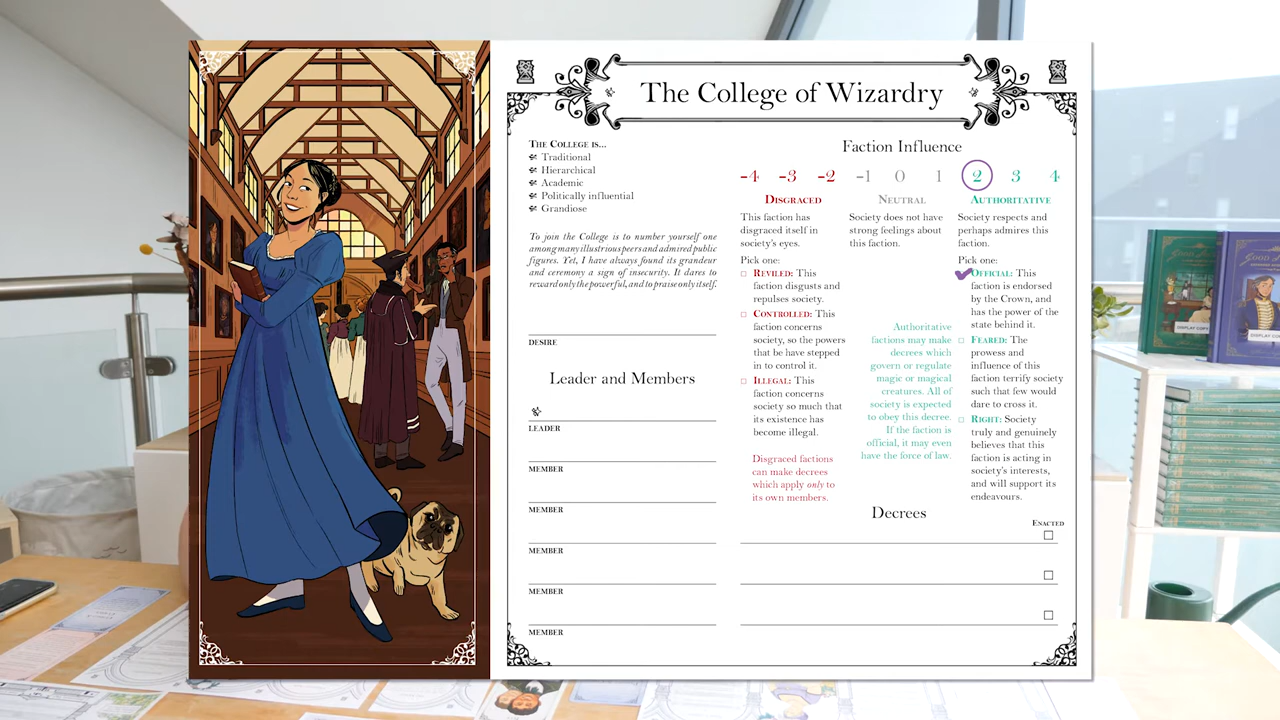 The College of Wizardry
THE COLLEGE IS...
Traditional
Hierarchical
Academic
Politically influential
Grandiose
To join the College is to number yourself one
among many illustrious peers and admired public
figures. Yet, I have always found its grandeur
and ceremony a sign of insecurity. It dares to
reward only the powerful, and to praise only itself.
DESIRE
Leader and Members
LEADER
MEMBER
MEMBER
MEMBER
MEMBER
MEMBER
Faction Influence
-4 -3 -2 -1 0 1 2 3 4
DISGRACED
This faction has
disgraced itself in
society's eyes.
Pick one:
REVILED: This
faction disgusts and
repulses society.
CONTROLLED: This
faction concerns
society, so the powers
that be have stepped
in to control it.
ILLEGAL: This
faction concerns
society so much that
its existence has
become illegal.
Disgraced factions
can make decrees
which apply only to
its own members.
NEUTRAL
Society does not have
strong feelings about
this faction.
Authoritative
factions may make
decrees which
govern or regulate
magic or magical
creatures. All of
society is expected
to obey this decree.
If the faction is
official, it may even
have the force of law.
AUTHORITATIVE
Society respects and
perhaps admires this
faction.
Pick one:
OFFICIAL: This
faction is endorsed
by the Crown, and
has the power of the
state behind it.
FEARED: The
prowess and
influence of this
faction terrify society
such that few would
dare to cross it.
RIGHT: Society
truly and genuinely
believes that this
faction is acting in
society's interests,
and will support its
endeavours.
Decrees
ENACTED
DISPLAY COPY